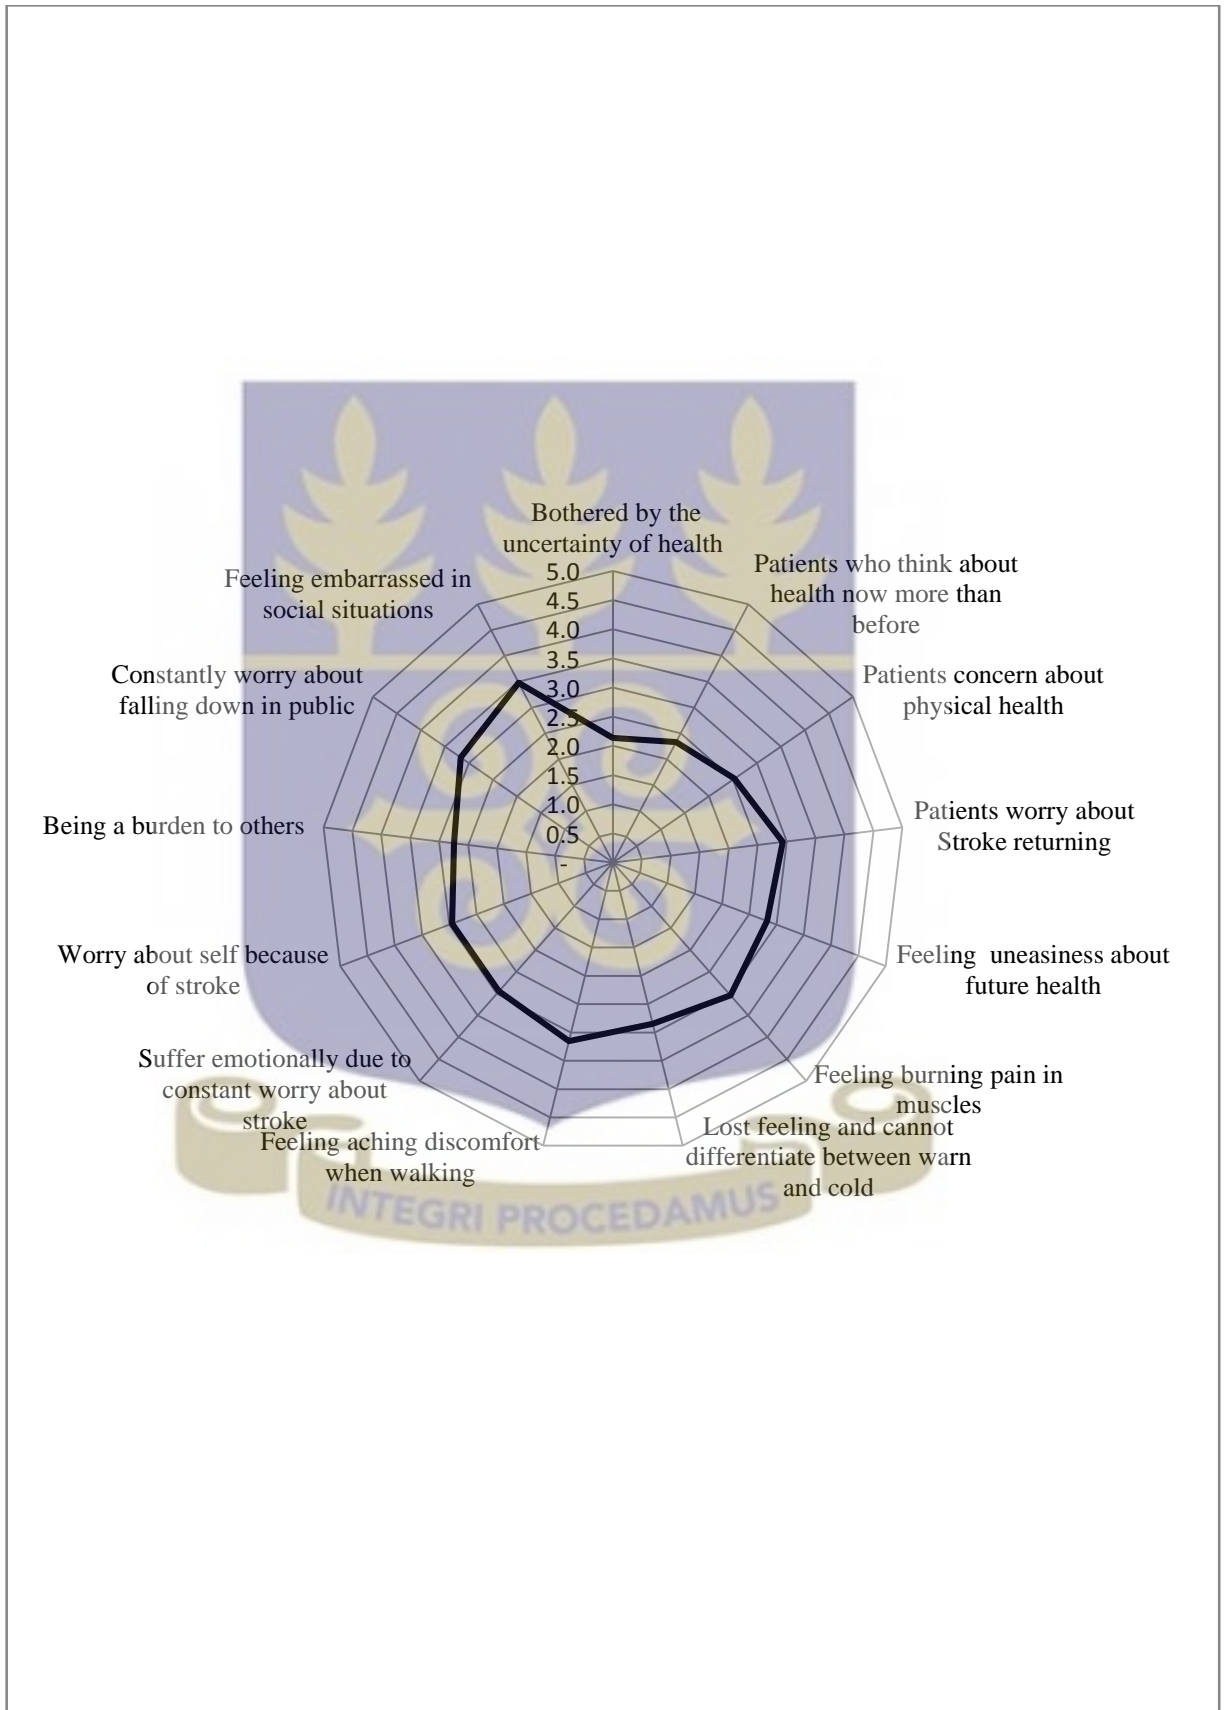 Bothered by the
uncertainty of health
Patients who think about
health now more than
before
Patients concern about
physical health
Patients worry about
Stroke returning
Feeling uneasiness about
future health
Feeling burning pain in
muscles
Lost feeling and cannot
differentiate between warn
and cold
Feeling aching discomfort
when walking
Suffer emotionally due to
constant worry about
stroke
Worry about self because
of stroke
Being a burden to others
Constantly worry about
falling down in public
Feeling embarrassed in
social situations
5.0
4.5
4.0
3.5
3.0
2.5
2.0
1.5
1.0
0.5
-
INTEGRI PROCEDAMUS